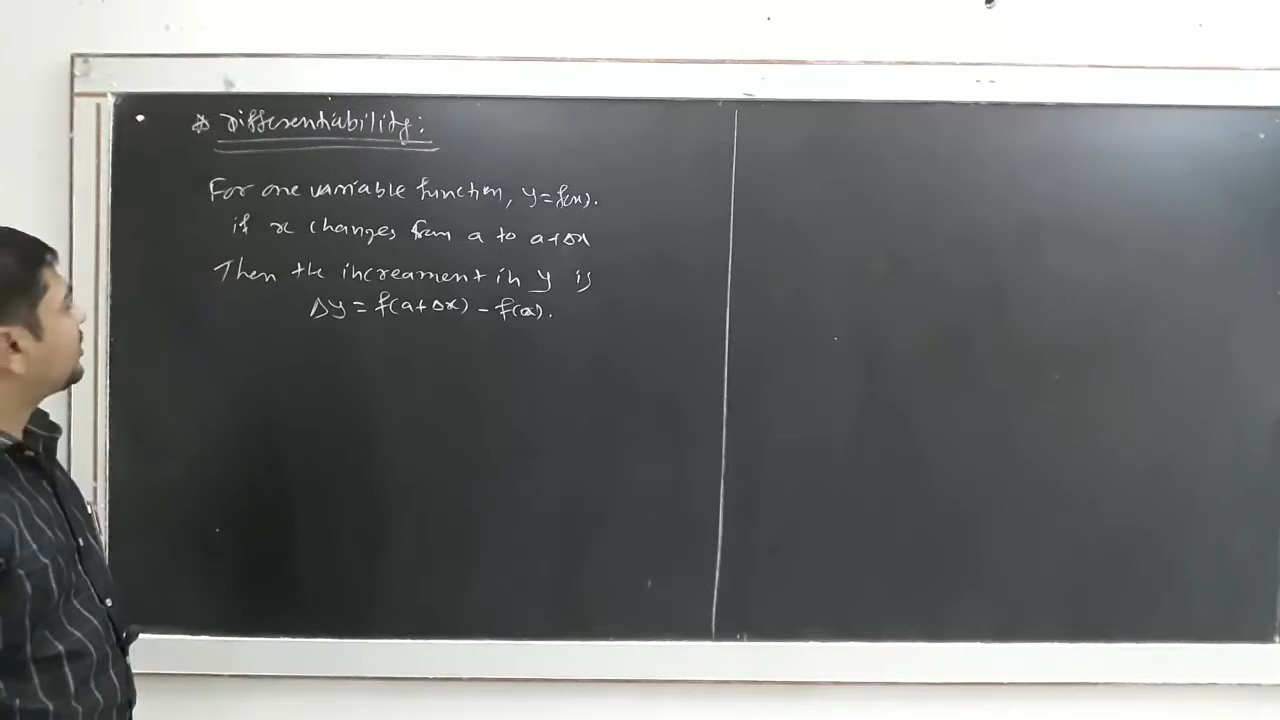 * Differentiability:
For one variable function, y=f(x).
if x changes from a to a+Δx
Then the increament in y is
Δy = f(a+Δx) - f(a).